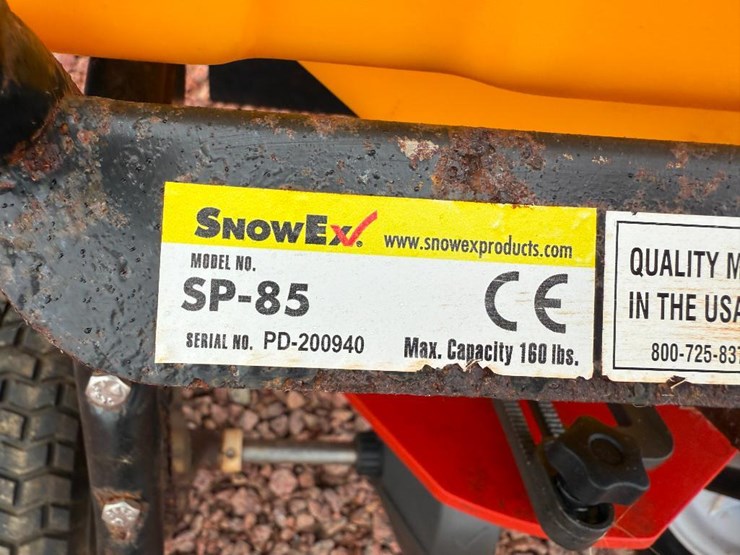 SNOWEX® www.snowexproducts.com
MODEL NO.
SP-85
CE
SERIAL NO. PD-200940 Max. Capacity 160 lbs.
QUALITY M
IN THE USA
800-725-837